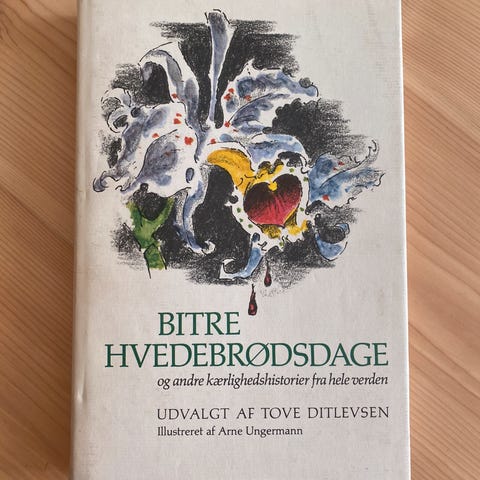 BITRE
HVEDEBRØDSDAGE
og andre kærlighedshistorier fra hele verden
UDVALGT AF TOVE DITLEVSEN
Illustreret af Arne Ungermann